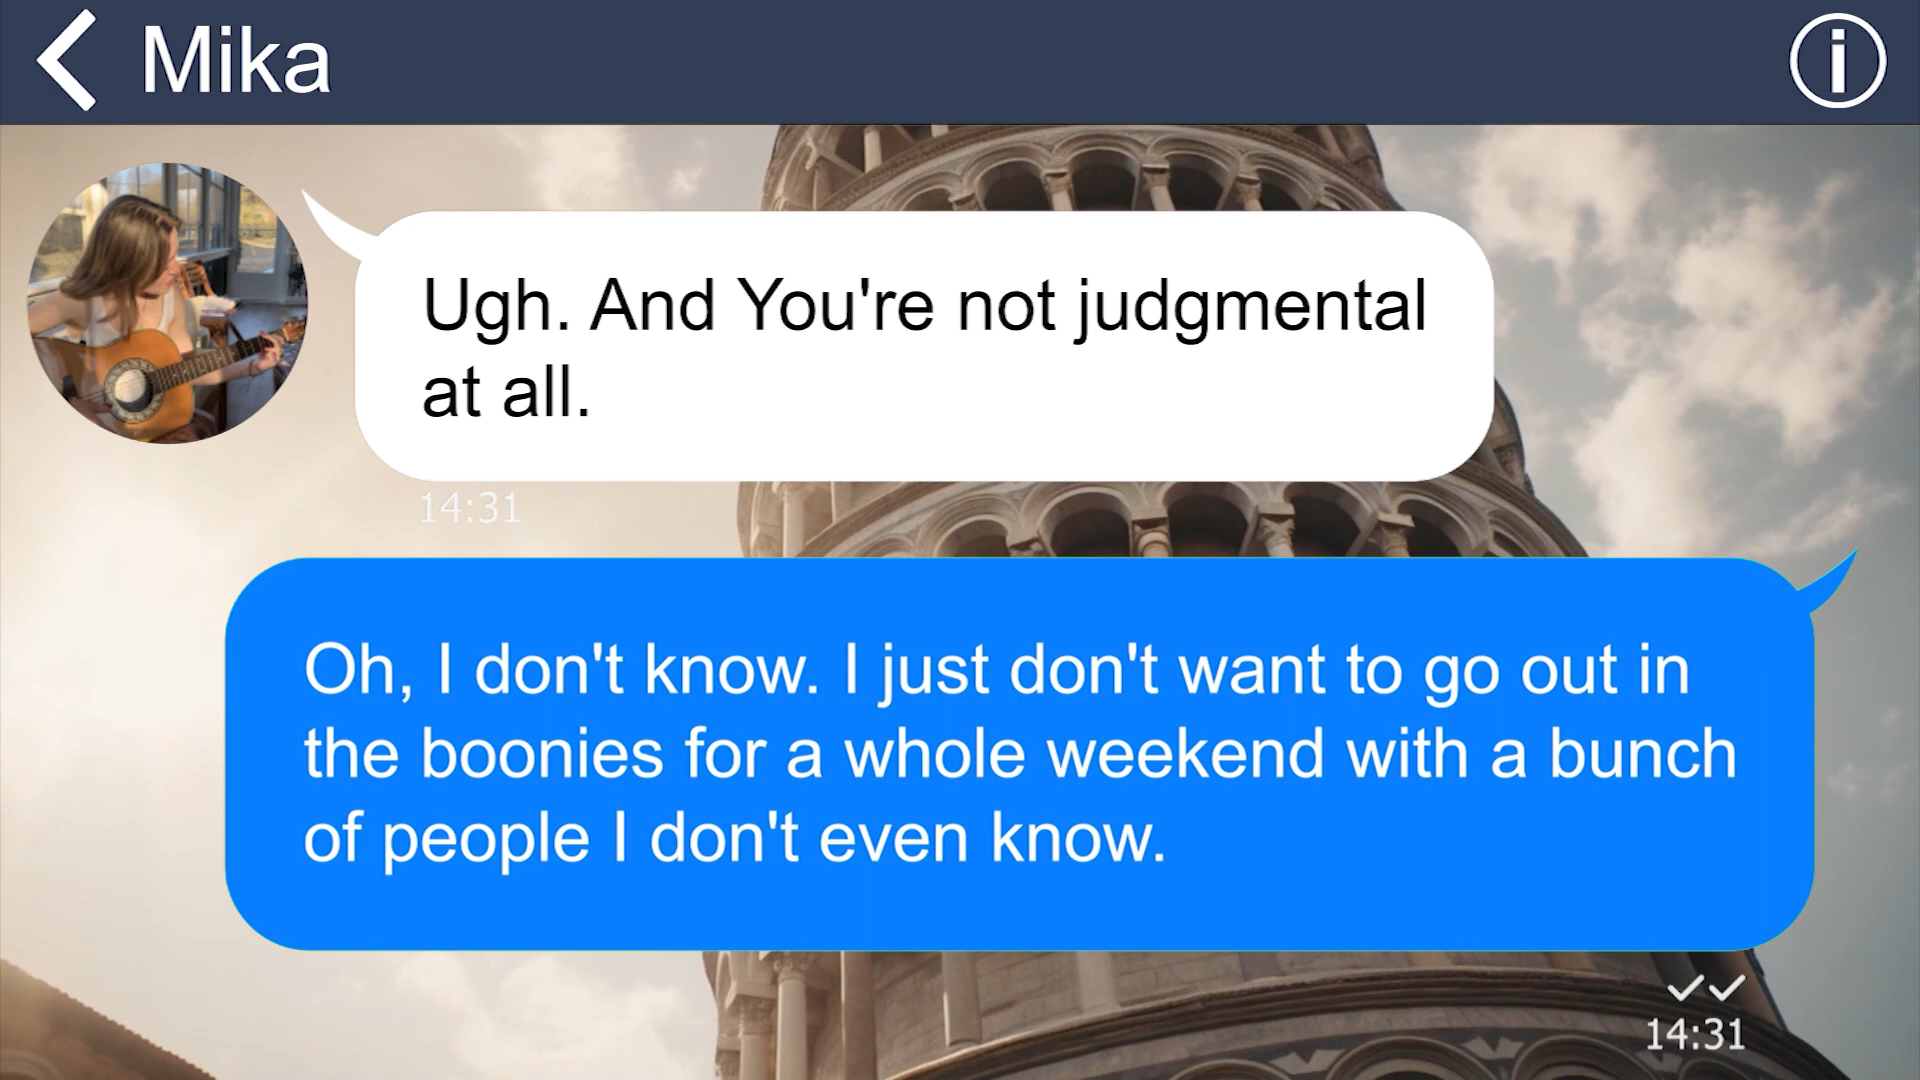 Mika
Ugh. And You're not judgmental
at all.
14:31
Oh, I don't know. I just don't want to go out in
the boonies for a whole weekend with a bunch
of people I don't even know.
14:31